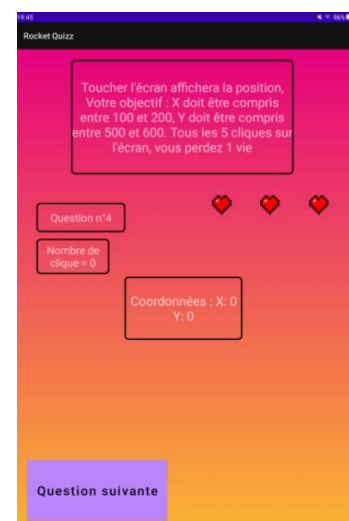 19:45
96%
Rocket Quizz
Toucher l'écran affichera la position,
Votre objectif : X doit être compris
entre 100 et 200, Y doit être compris
entre 500 et 600. Tous les 5 cliques sur
l'écran, vous perdez 1 vie
Question n°4
Nombre de
clique = 0
Coordonnées : X: 0
Y: 0
Question suivante